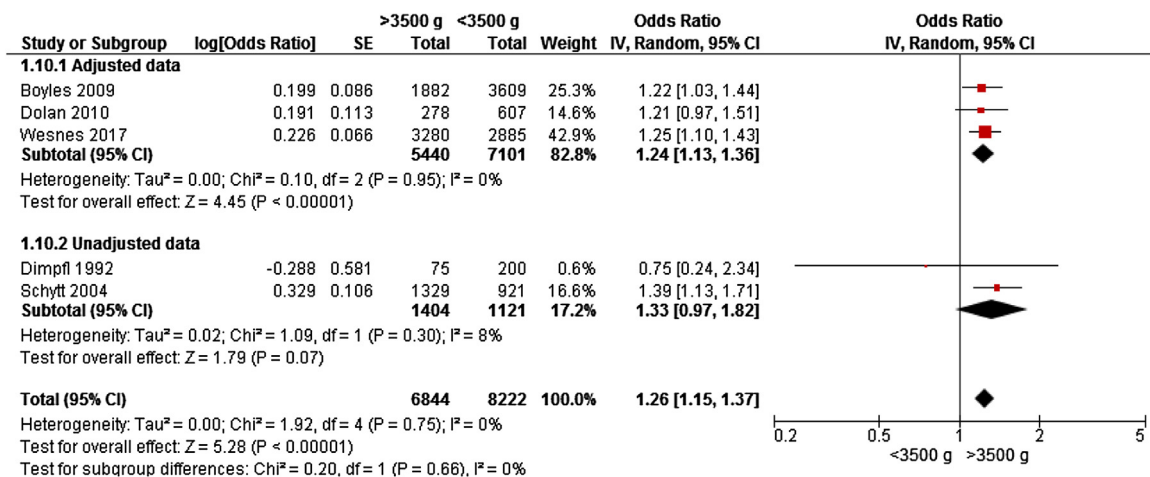 >3500 g <3500 g Odds Ratio Odds Ratio
Study or Subgroup log[Odds Ratio] SE Total Total Weight IV, Random, 95% CI IV, Random, 95% CI
1.10.1 Adjusted data
Boyles 2009 0.199 0.086 1882 3609 25.3% 1.22 [1.03, 1.44]
Dolan 2010 0.191 0.113 278 607 14.6% 1.21 [0.97, 1.51]
Wesnes 2017 0.226 0.066 3280 2885 42.9% 1.25 [1.10, 1.43]
Subtotal (95% CI) 5440 7101 82.8% 1.24 [1.13, 1.36]
Heterogeneity: Tau² = 0.00; Chi² = 0.10, df = 2 (P = 0.95); I² = 0%
Test for overall effect: Z = 4.45 (P < 0.00001)
1.10.2 Unadjusted data
Dimpfl 1992 -0.288 0.581 75 200 0.6% 0.75 [0.24, 2.34]
Schytt 2004 0.329 0.106 1329 921 16.6% 1.39 [1.13, 1.71]
Subtotal (95% CI) 1404 1121 17.2% 1.33 [0.97, 1.82]
Heterogeneity: Tau² = 0.02; Chi² = 1.09, df = 1 (P = 0.30); I² = 8%
Test for overall effect: Z = 1.79 (P = 0.07)
Total (95% CI) 6844 8222 100.0% 1.26 [1.15, 1.37]
Heterogeneity: Tau² = 0.00; Chi² = 1.92, df = 4 (P = 0.75); I² = 0%
Test for overall effect: Z = 5.28 (P < 0.00001)
Test for subgroup differences: Chi² = 0.20, df = 1 (P = 0.66), I² = 0%
0.2 0.5 1 2 5
<3500 g >3500 g